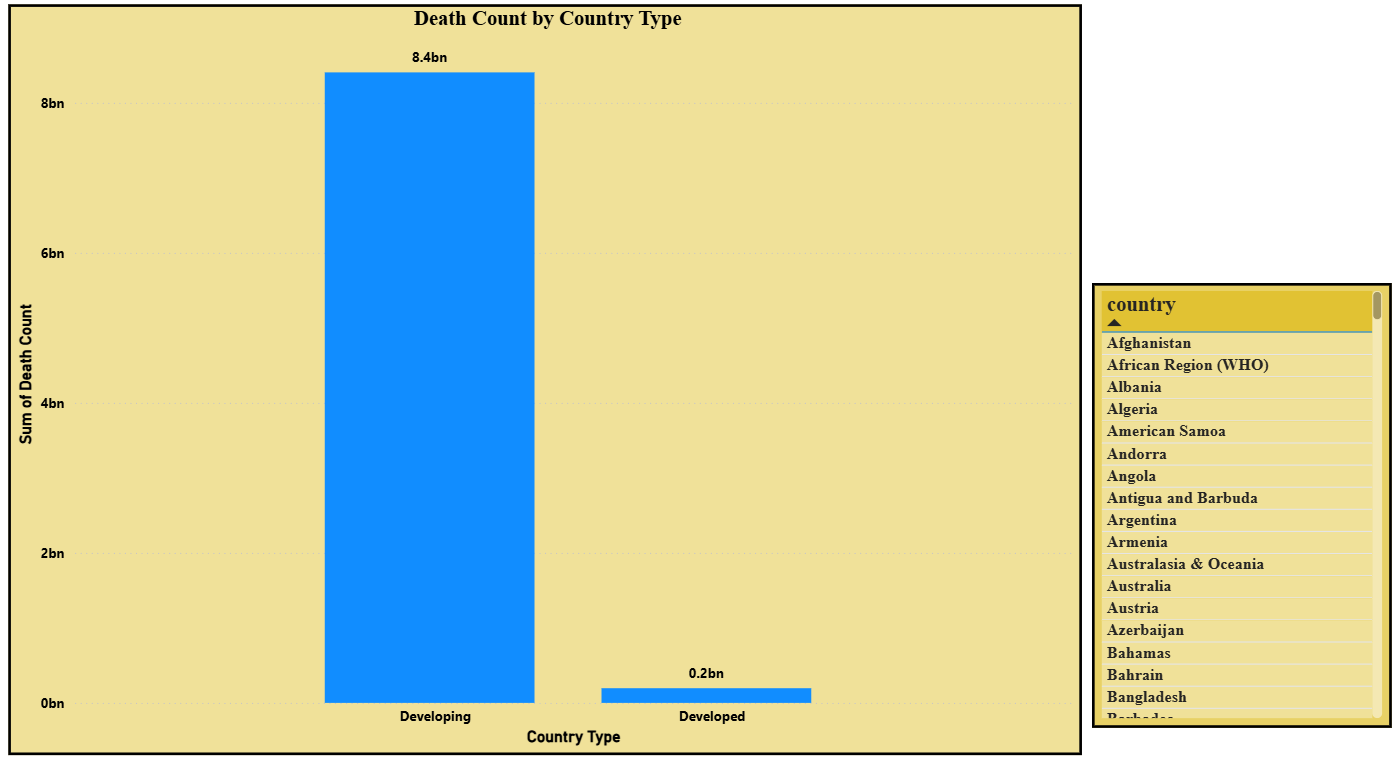 Death Count by Country Type
8.4bn
8bn
6bn
4bn
2bn
0bn
Sum of Death Count
0.2bn
Developing
Developed
Country Type
country
Afghanistan
African Region (WHO)
Albania
Algeria
American Samoa
Andorra
Angola
Antigua and Barbuda
Argentina
Armenia
Australasia & Oceania
Australia
Austria
Azerbaijan
Bahamas
Bahrain
Bangladesh
Barbados